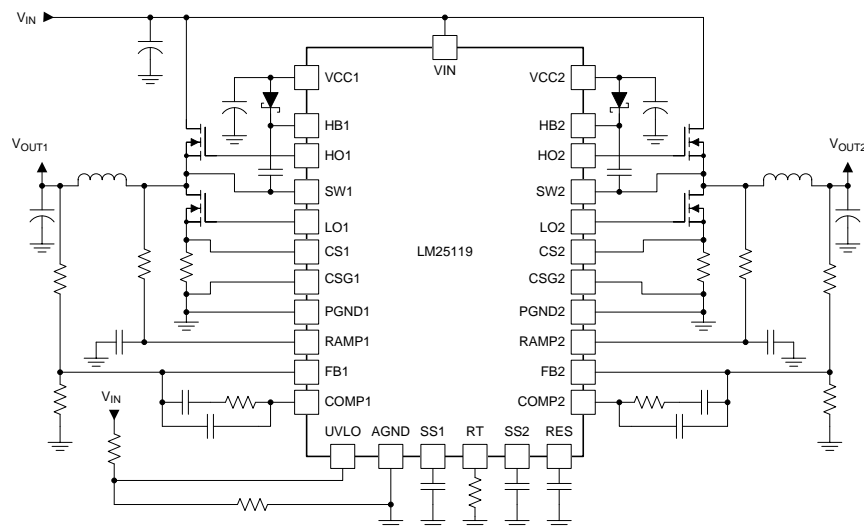 VIN
VIN
VCC1
VCC2
HB1
HB2
HO1
HO2
VOUT1
VOUT2
SW1
SW2
LO1
LO2
CS1
LM25119
CS2
CSG1
CSG2
PGND1
PGND2
RAMP1
RAMP2
FB1
FB2
VIN
COMP1
COMP2
UVLO AGND SS1 RT SS2 RES